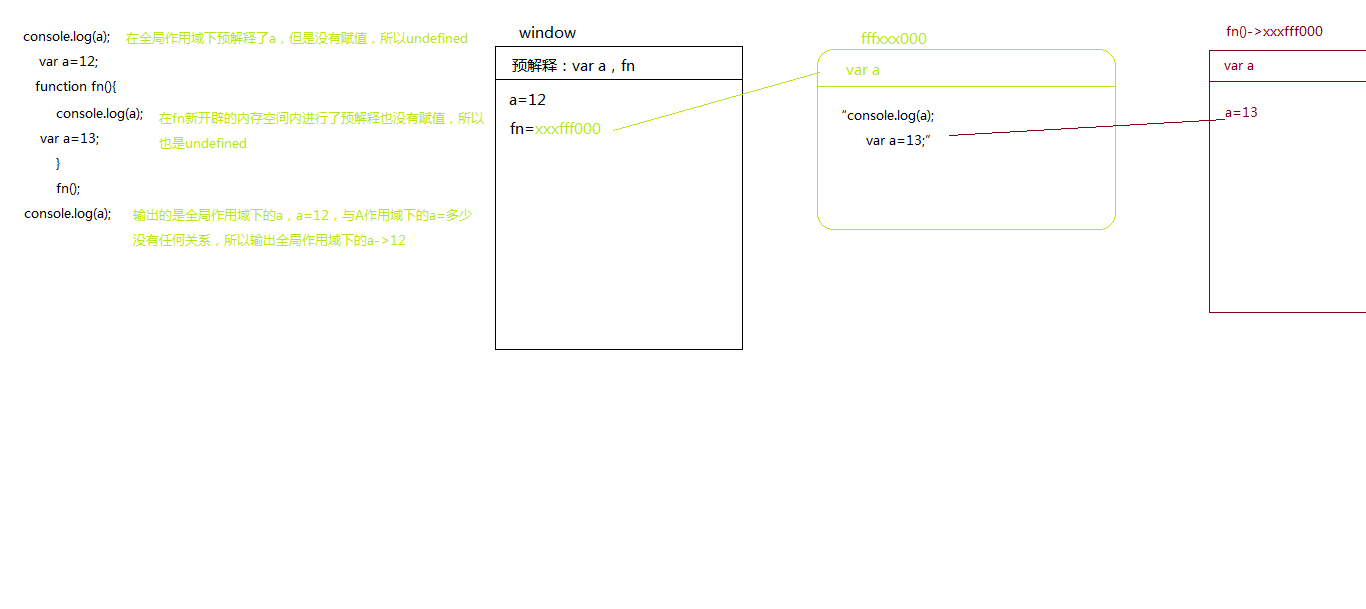 console.log(a); 在全局作用域下预解释了a，但是没有赋值，所以undefined
var a=12;
function fn(){
console.log(a); 在fn新开辟的内存空间内进行了预解释也没有赋值，所以
也是undefined
var a=13;
}
fn();
console.log(a); 输出的是全局作用域下的a，a=12，与A作用域下的a=多少
没有任何关系，所以输出全局作用域下的a->12
window
预解释：var a，fn
a=12
fn=xxxfff000
fffxxx000
var a
“console.log(a);
var a=13;”
fn()->xxxfff000
var a
a=13